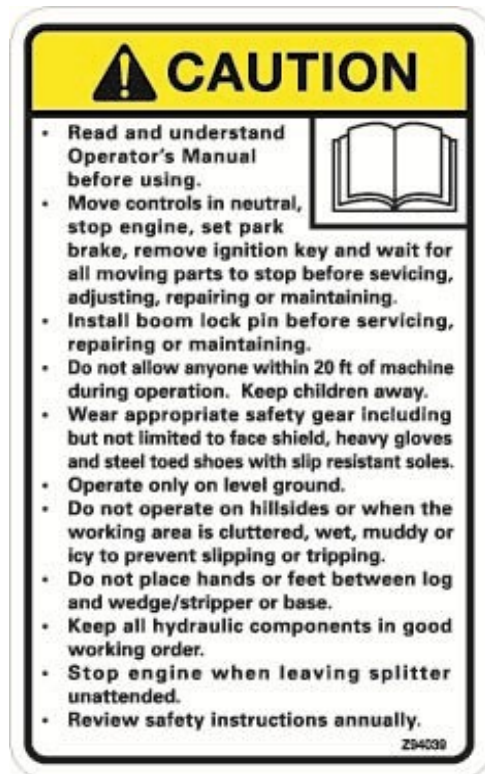 CAUTION
• Read and understand
Operator's Manual
before using.
• Move controls in neutral,
stop engine, set park
brake, remove ignition key and wait for
all moving parts to stop before sevicing,
adjusting, repairing or maintaining.
• Install boom lock pin before servicing,
repairing or maintaining.
• Do not allow anyone within 20 ft of machine
during operation. Keep children away.
• Wear appropriate safety gear including
but not limited to face shield, heavy gloves
and steel toed shoes with slip resistant soles.
• Operate only on level ground.
• Do not operate on hillsides or when the
working area is cluttered, wet, muddy or
icy to prevent slipping or tripping.
• Do not place hands or feet between log
and wedge/stripper or base.
• Keep all hydraulic components in good
working order.
• Stop engine when leaving splitter
unattended.
• Review safety instructions annually.
Z94039